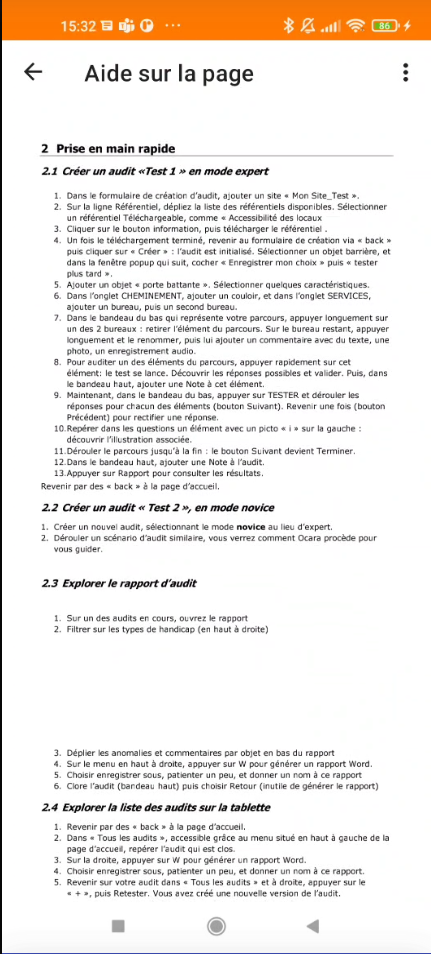 15:32
86
Aide sur la page
2 Prise en main rapide
2.1 Créer un audit «Test 1 » en mode expert
1. Dans le formulaire de création d'audit, ajouter un site « Mon Site_Test ».
2. Sur la ligne Référentiel, dépliez la liste des référentiels disponibles. Sélectionner
un référentiel Téléchargeable, comme « Accessibilité des locaux
3. Cliquer sur le bouton information, puis télécharger le référentiel .
4. Un fois le téléchargement terminé, revenir au formulaire de création via « back »
puis cliquer sur « Créer » : l'audit est initialisé. Sélectionner un objet barrière, et
dans la fenêtre popup qui suit, cocher « Enregistrer mon choix » puis « tester
plus tard ».
5. Ajouter un objet « porte battante ». Sélectionner quelques caractéristiques.
6. Dans l'onglet CHEMINEMENT, ajouter un couloir, et dans l'onglet SERVICES,
ajouter un bureau, puis un second bureau.
7. Dans le bandeau du bas qui représente votre parcours, appuyer longuement sur
un des 2 bureaux : retirer l'élément du parcours. Sur le bureau restant, appuyer
longuement et le renommer, puis lui ajouter un commentaire avec du texte, une
photo, un enregistrement audio.
8. Pour auditer un des éléments du parcours, appuyer rapidement sur cet
élément: le test se lance. Découvrir les réponses possibles et valider. Puis, dans
le bandeau haut, ajouter une Note à cet élément.
9. Maintenant, dans le bandeau du bas, appuyer sur TESTER et dérouler les
réponses pour chacun des éléments (bouton Suivant). Revenir une fois (bouton
Précédent) pour rectifier une réponse.
10.Repérer dans les questions un élément avec un picto « i » sur la gauche :
découvrir l'illustration associée.
11.Dérouler le parcours jusqu'à la fin : le bouton Suivant devient Terminer.
12.Dans le bandeau haut, ajouter une Note à l'audit.
13.Appuyer sur Rapport pour consulter les résultats.
Revenir par des « back » à la page d'accueil.
2.2 Créer un audit « Test 2 », en mode novice
1. Créer un nouvel audit, sélectionnant le mode novice au lieu d'expert.
2. Dérouler un scénario d'audit similaire, vous verrez comment Ocara procède pour
vous guider.
2.3 Explorer le rapport d'audit
1. Sur un des audits en cours, ouvrez le rapport
2. Filtrer sur les types de handicap (en haut à droite)
3. Déplier les anomalies et commentaires par objet en bas du rapport
4. Sur le menu en haut à droite, appuyer sur W pour générer un rapport Word.
5. Choisir enregistrer sous, patienter un peu, et donner un nom à ce rapport
6. Clore l'audit (bandeau haut) puis choisir Retour (inutile de générer le rapport)
2.4 Explorer la liste des audits sur la tablette
1. Revenir par des « back » à la page d'accueil.
2. Dans « Tous les audits », accessible grâce au menu situé en haut à gauche de la
page d'accueil, repérer l'audit qui est clos.
3. Sur la droite, appuyer sur W pour générer un rapport Word.
4. Choisir enregistrer sous, patienter un peu, et donner un nom à ce rapport.
5. Revenir sur votre audit dans « Tous les audits » et à droite, appuyer sur le
« + », puis Retester. Vous avez créé une nouvelle version de l'audit.